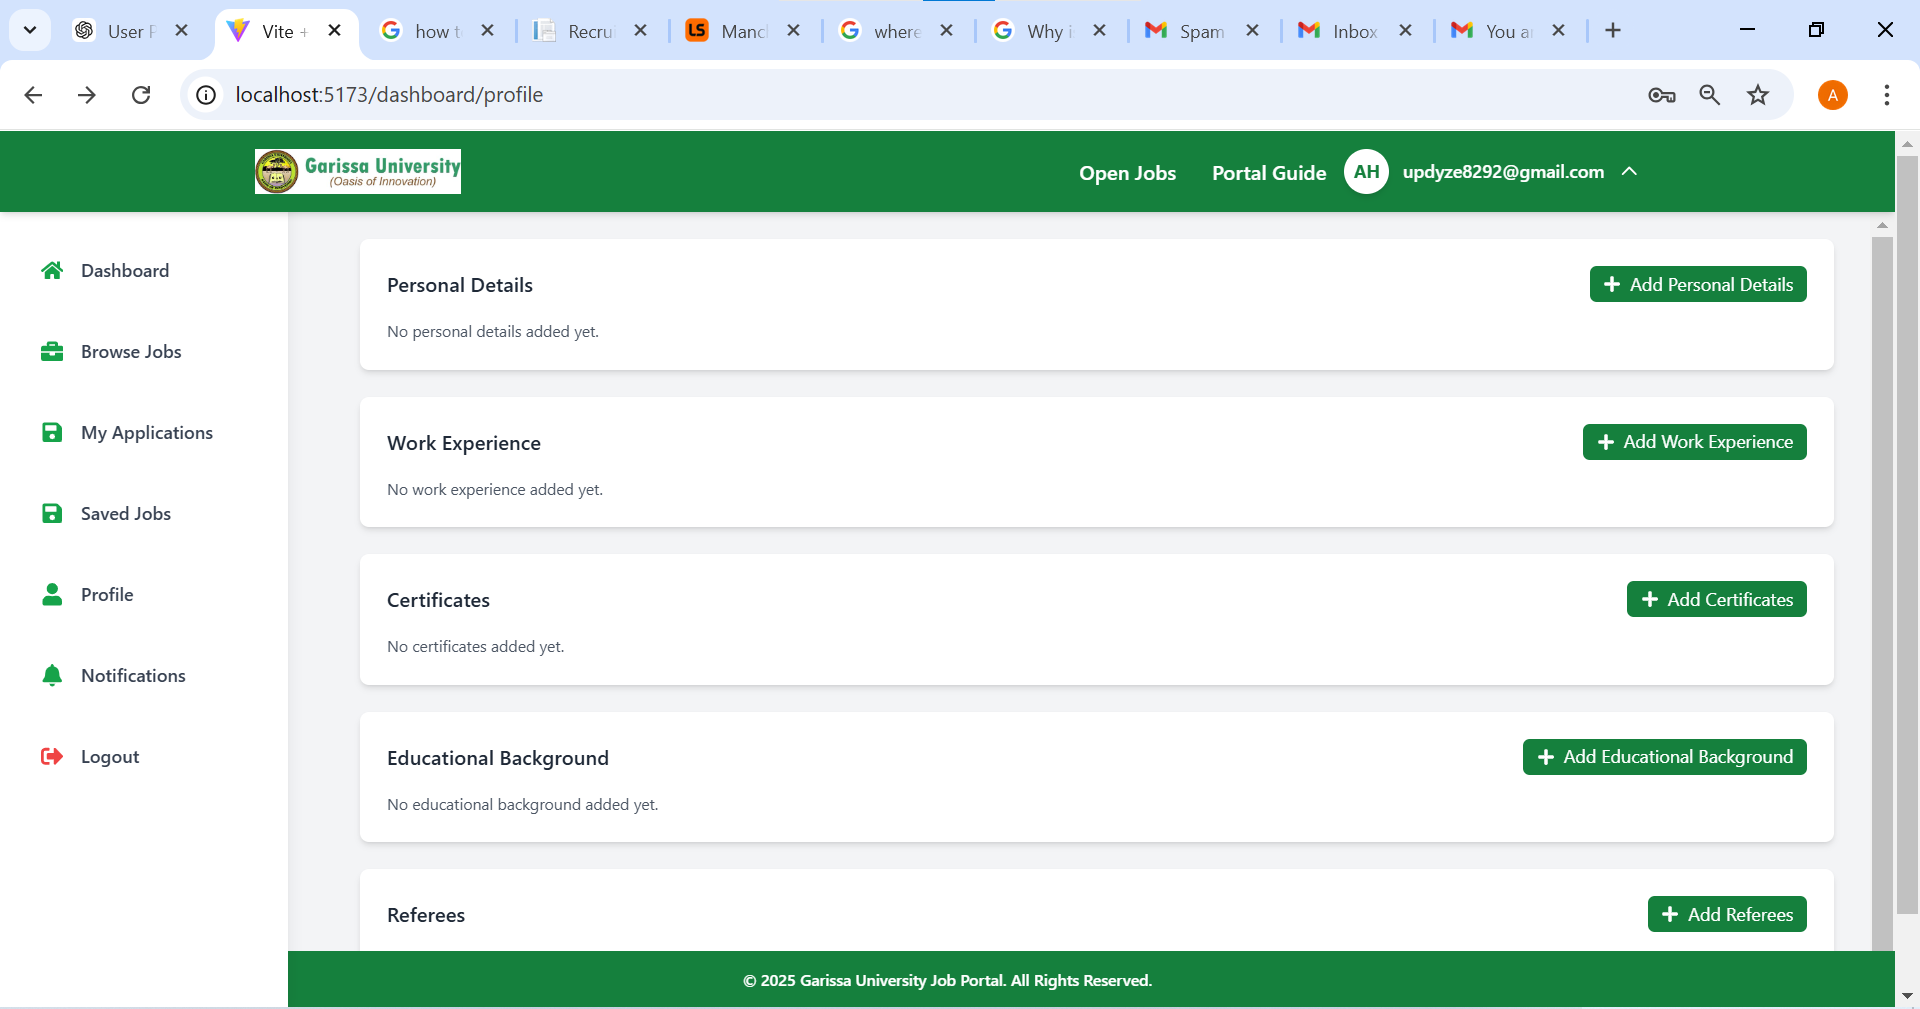 User P
Vite +
how t
Recrui
LS
Manch
where
Why i
Spam
Inbox
You a
localhost:5173/dashboard/profile
A
Garissa University
(Oasis of Innovation)
Open Jobs
Portal Guide
AH
updyze8292@gmail.com
Dashboard
Browse Jobs
My Applications
Saved Jobs
Profile
Notifications
Logout
Personal Details
Add Personal Details
No personal details added yet.
Work Experience
Add Work Experience
No work experience added yet.
Certificates
Add Certificates
No certificates added yet.
Educational Background
Add Educational Background
No educational background added yet.
Referees
Add Referees
© 2025 Garissa University Job Portal. All Rights Reserved.